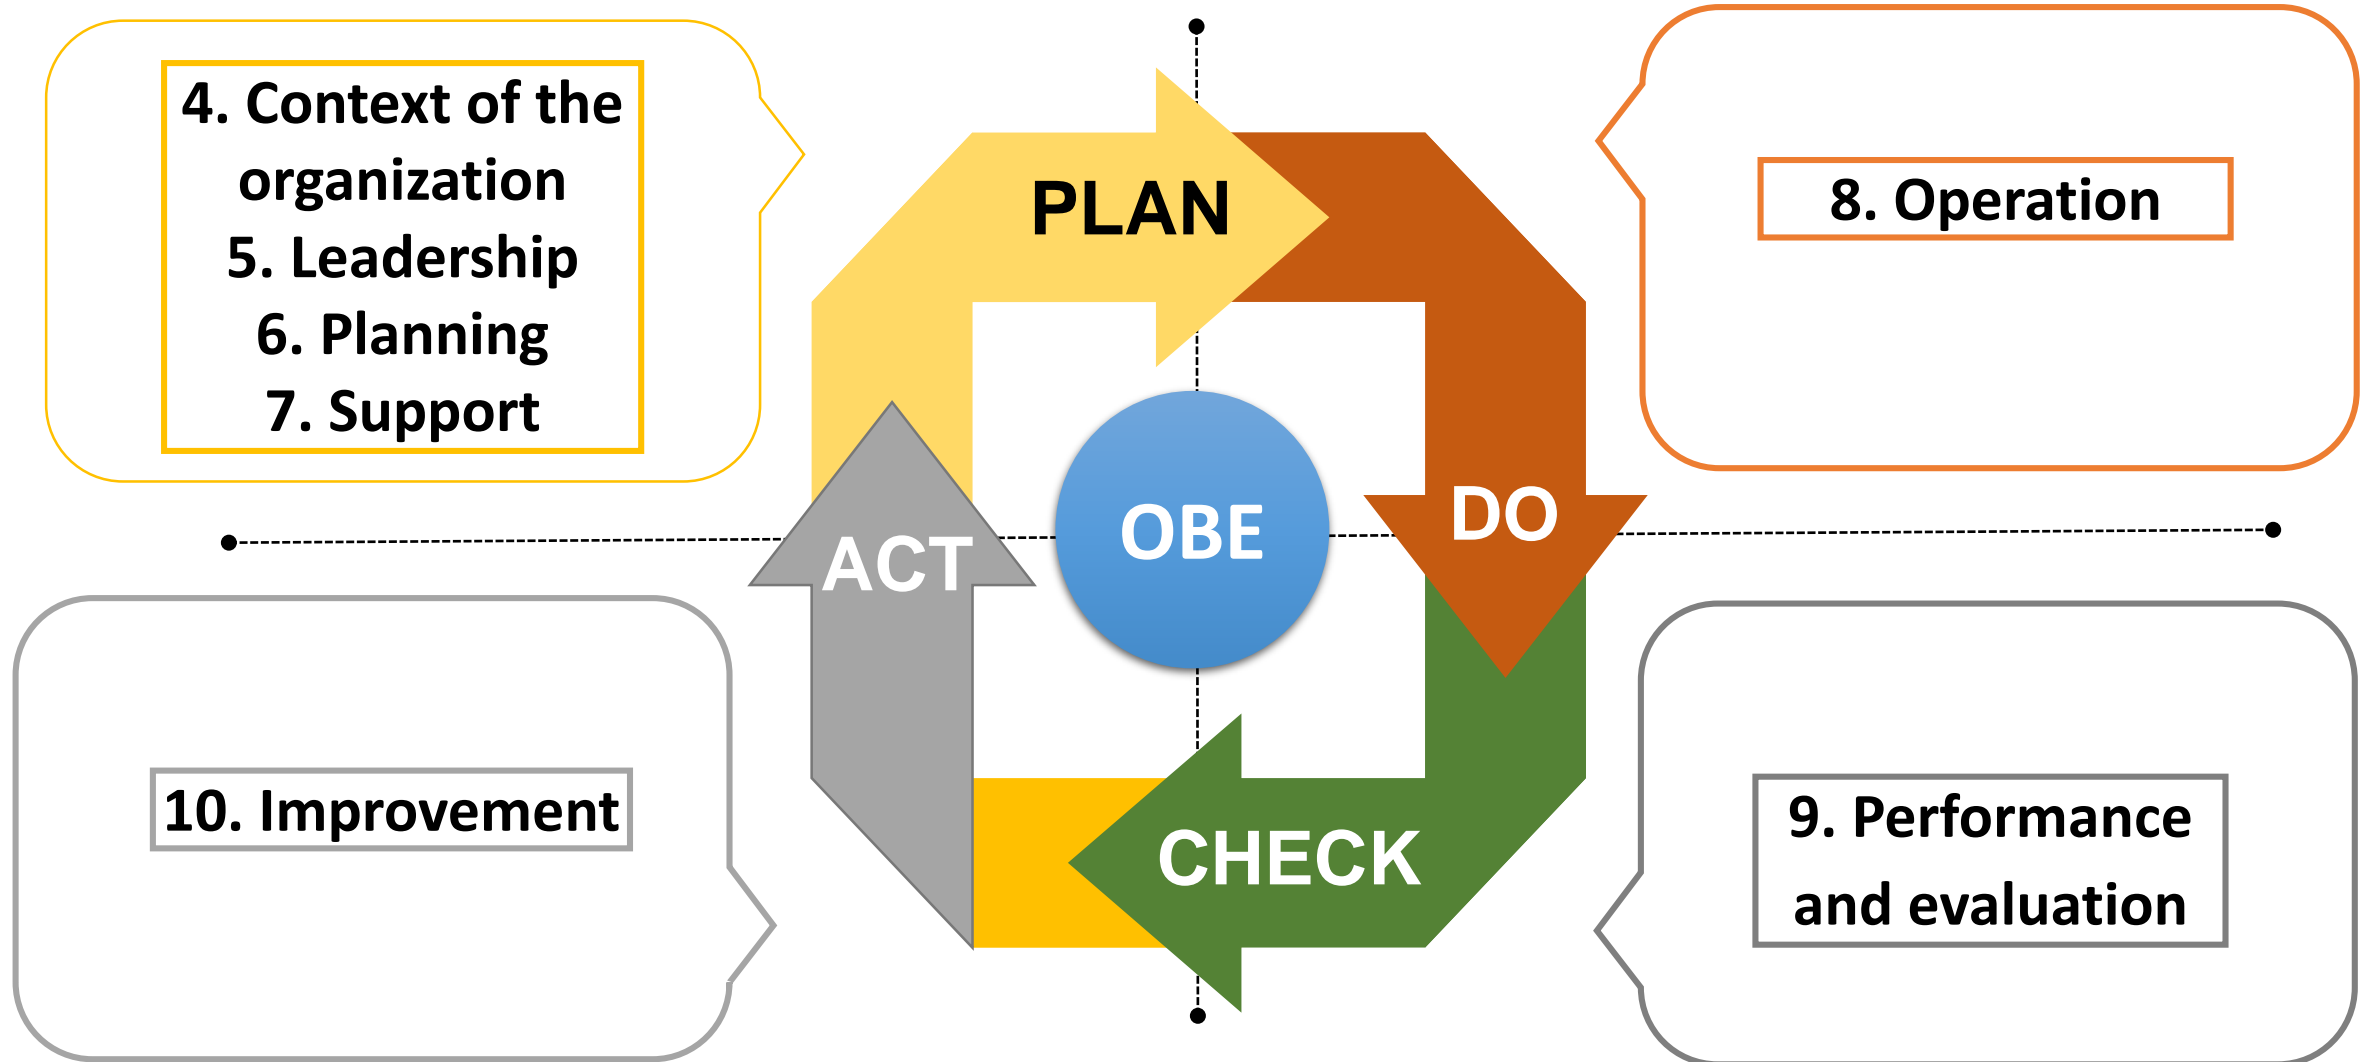 4. Context of the
organization
5. Leadership
6. Planning
7. Support
PLAN
8. Operation
DO
OBE
ACT
CHECK
10. Improvement
9. Performance
and evaluation